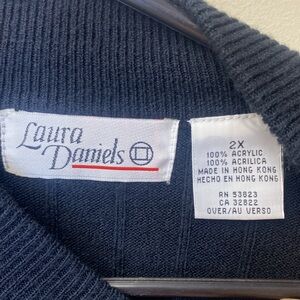 Laura
Daniels
2X
100% ACRYLIC
100% ACRILICA
MADE IN HONG KONG
HECHO EN HONG KONG
RN 53823
CA 32822
OVER/AU VERSO